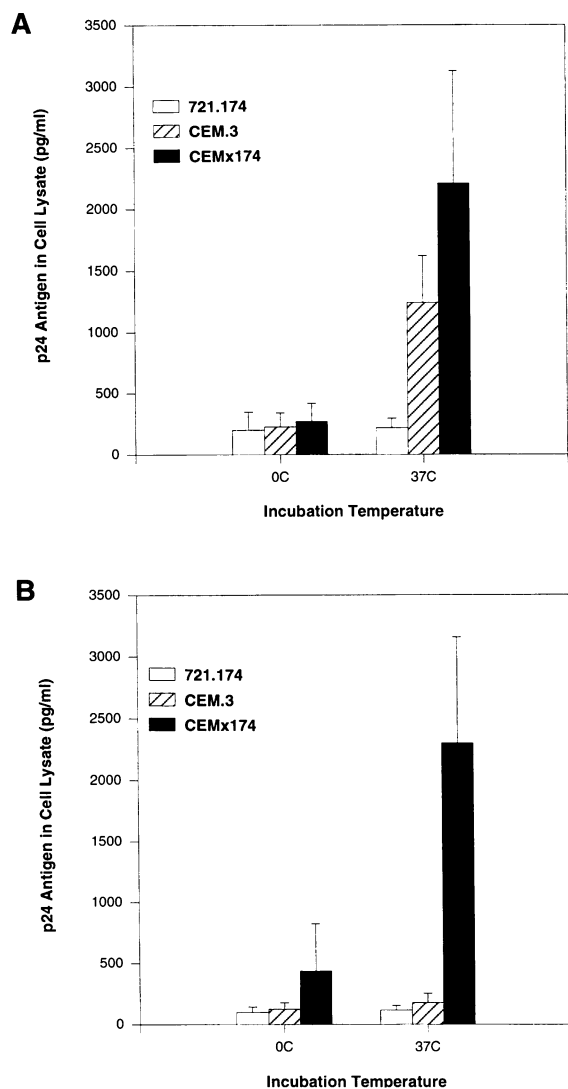 A
3500
3000
2500
2000
1500
1000
500
0
p24 Antigen in Cell Lysate (pg/ml)
721.174
CEM.3
CEMx174
0C
37C
Incubation Temperature
B
3500
3000
2500
2000
1500
1000
500
0
p24 Antigen in Cell Lysate (pg/ml)
721.174
CEM.3
CEMx174
0C
37C
Incubation Temperature